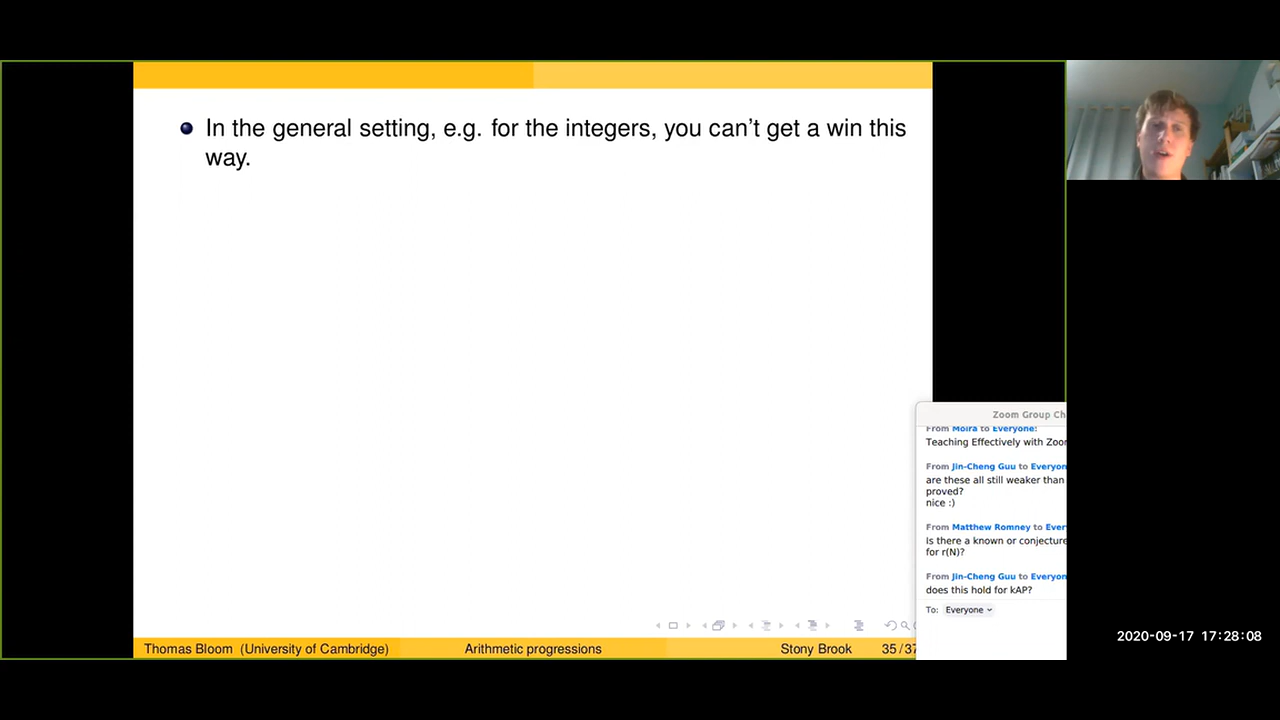 In the general setting, e.g. for the integers, you can't get a win this
way.
Zoom Group Ch
From Moira to Everyone:
Teaching Effectively with Zoo
From Jin-Cheng Guu to Everyon
are these all still weaker than
proved?
nice :)
From Matthew Romney to Ever
Is there a known or conjecture
for r(N)?
From Jin-Cheng Guu to Everyon
does this hold for kAP?
To: Everyone
Thomas Bloom (University of Cambridge)
Arithmetic progressions
Stony Brook
35/37
2020-09-17 17:28:08